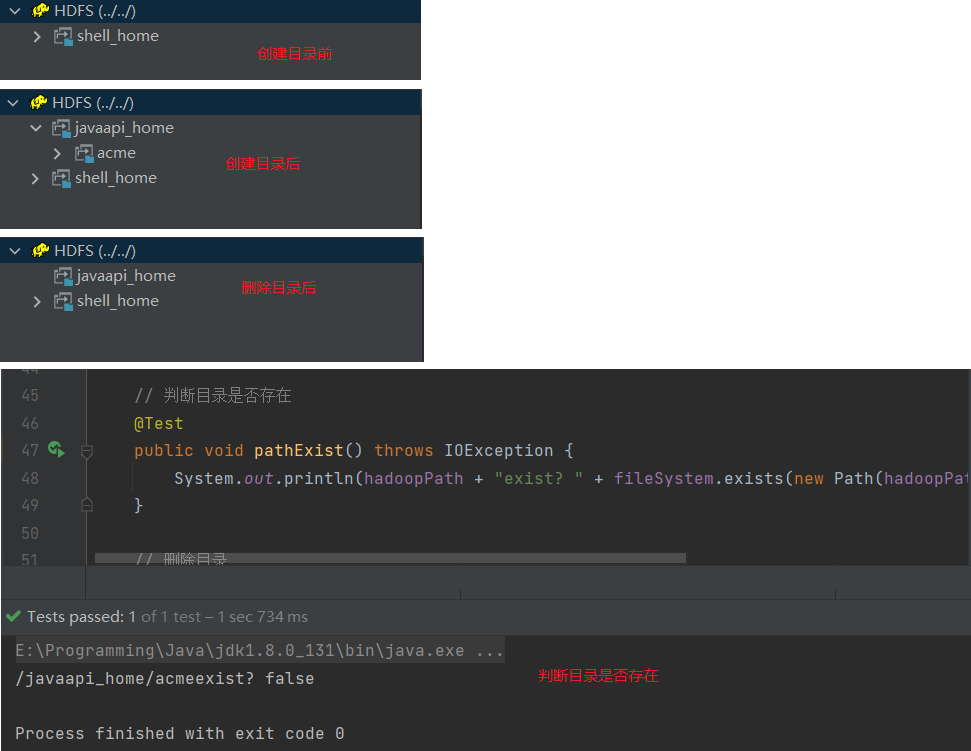 HDFS (../../)
shell_home
创建目录前
HDFS (../../)
javaapi_home
acme
创建目录后
shell_home
HDFS (../../)
javaapi_home
删除目录后
shell_home
44
45 // 判断目录是否存在
46 @Test
47 public void pathExist() throws IOException {
48 System.out.println(hadoopPath + "exist? " + fileSystem.exists(new Path(hadoopPat
49 }
50
51 // 删除目录
Tests passed: 1 of 1 test – 1 sec 734 ms
E:\Programming\Java\jdk1.8.0_131\bin\java.exe ...
/javaapi_home/acmeexist? false
判断目录是否存在
Process finished with exit code 0